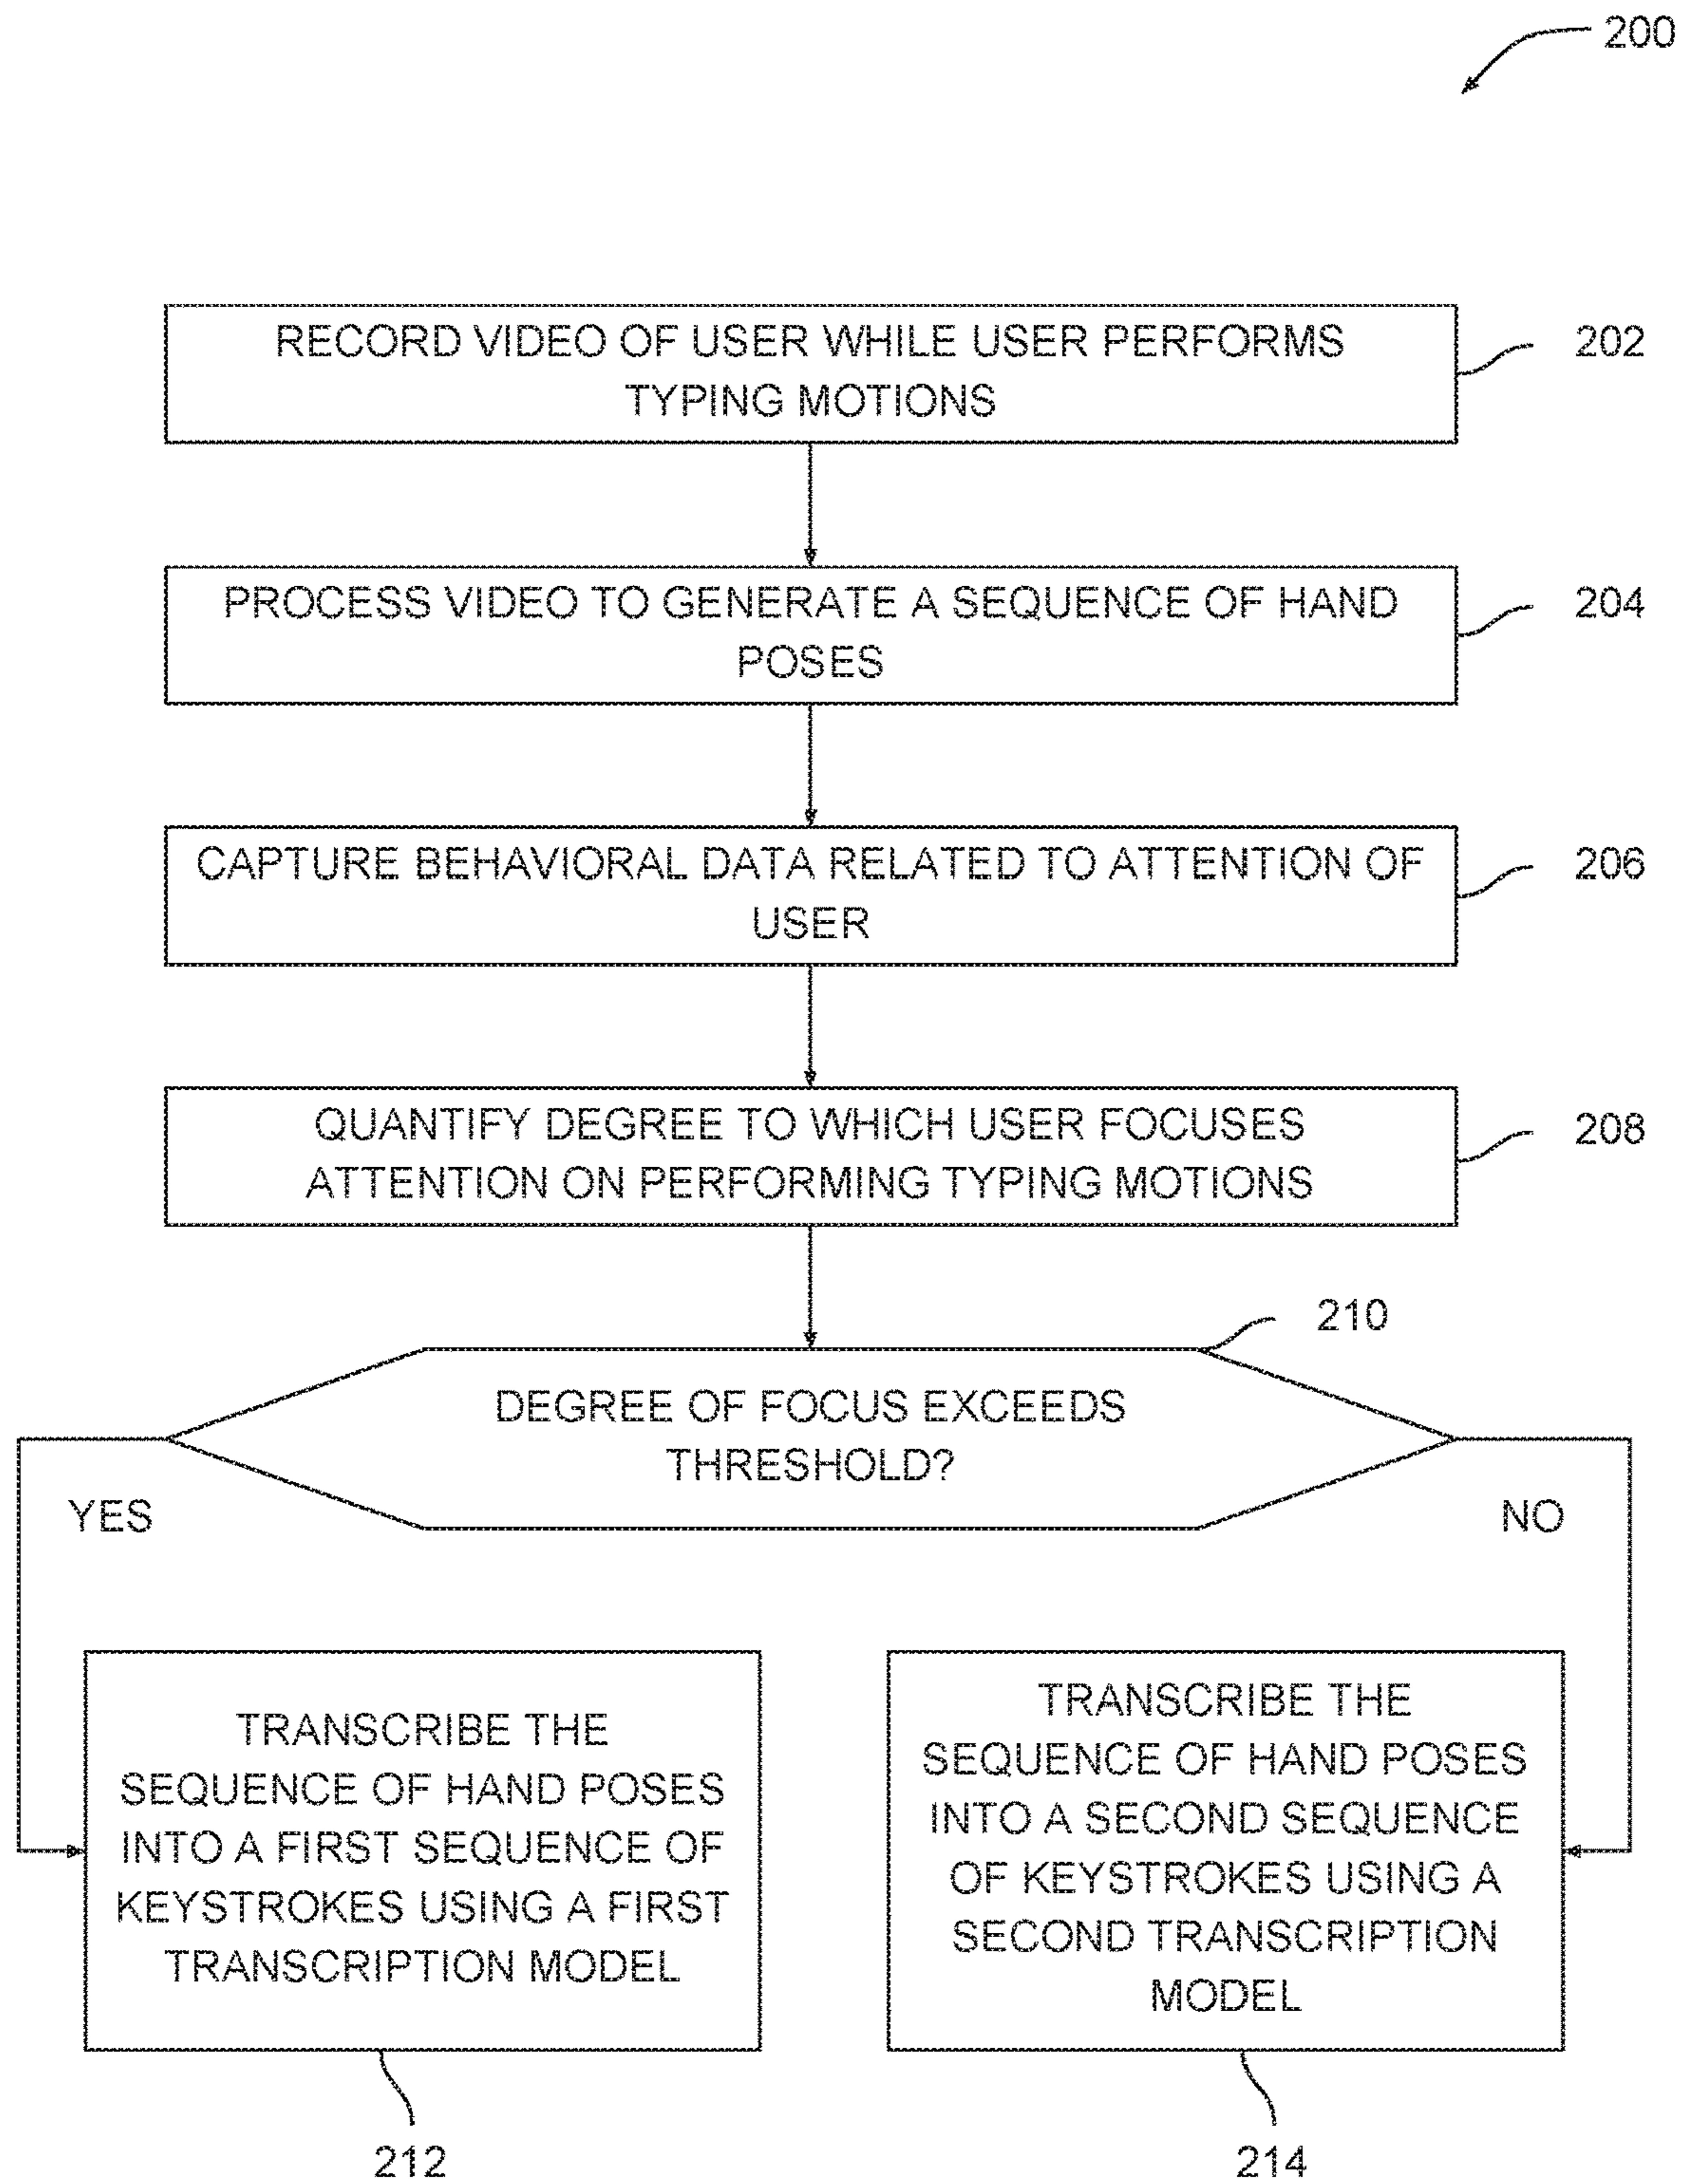 200
RECORD VIDEO OF USER WHILE USER PERFORMS
TYPING MOTIONS
202
PROCESS VIDEO TO GENERATE A SEQUENCE OF HAND
POSES
204
CAPTURE BEHAVIORAL DATA RELATED TO ATTENTION OF
USER
206
QUANTIFY DEGREE TO WHICH USER FOCUSES
ATTENTION ON PERFORMING TYPING MOTIONS
208
210
DEGREE OF FOCUS EXCEEDS
THRESHOLD?
YES
NO
TRANSCRIBE THE
SEQUENCE OF HAND POSES
INTO A FIRST SEQUENCE OF
KEYSTROKES USING A FIRST
TRANSCRIPTION MODEL
212
TRANSCRIBE THE
SEQUENCE OF HAND POSES
INTO A SECOND SEQUENCE
OF KEYSTROKES USING A
SECOND TRANSCRIPTION
MODEL
214